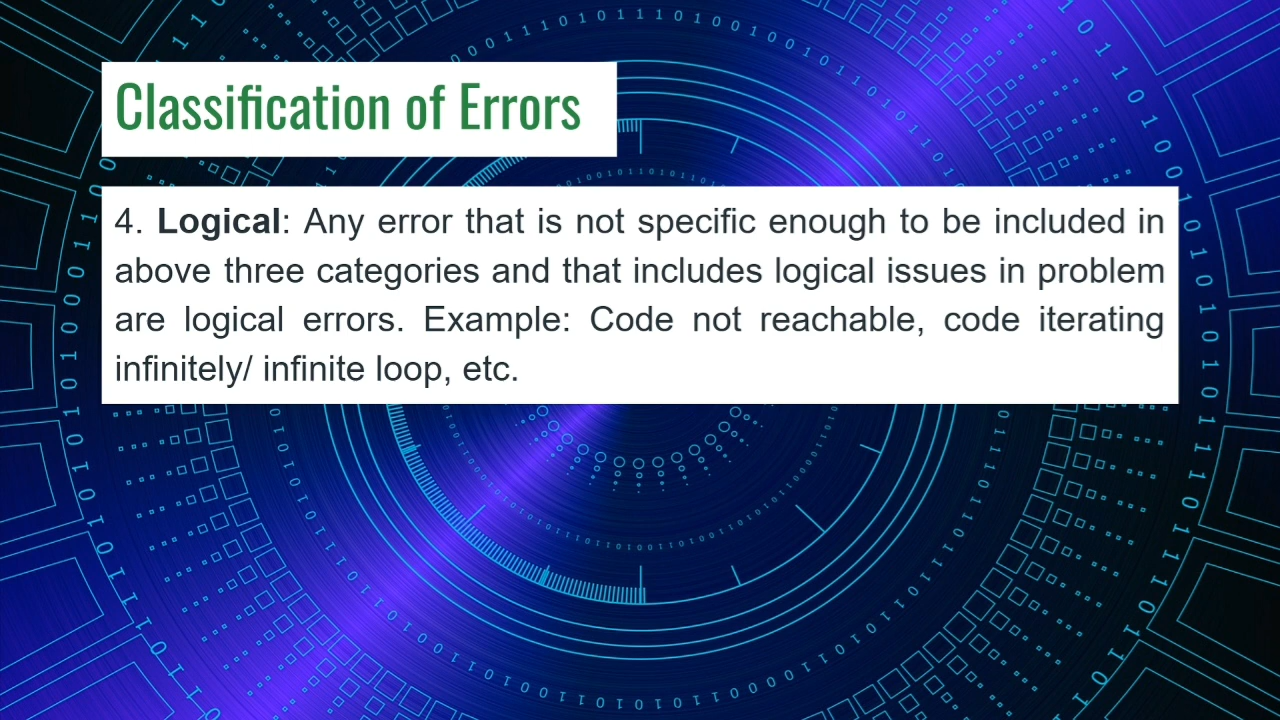 Classification of Errors
4. Logical: Any error that is not specific enough to be included in
above three categories and that includes logical issues in problem
are logical errors. Example: Code not reachable, code iterating
infinitely/ infinite loop, etc.